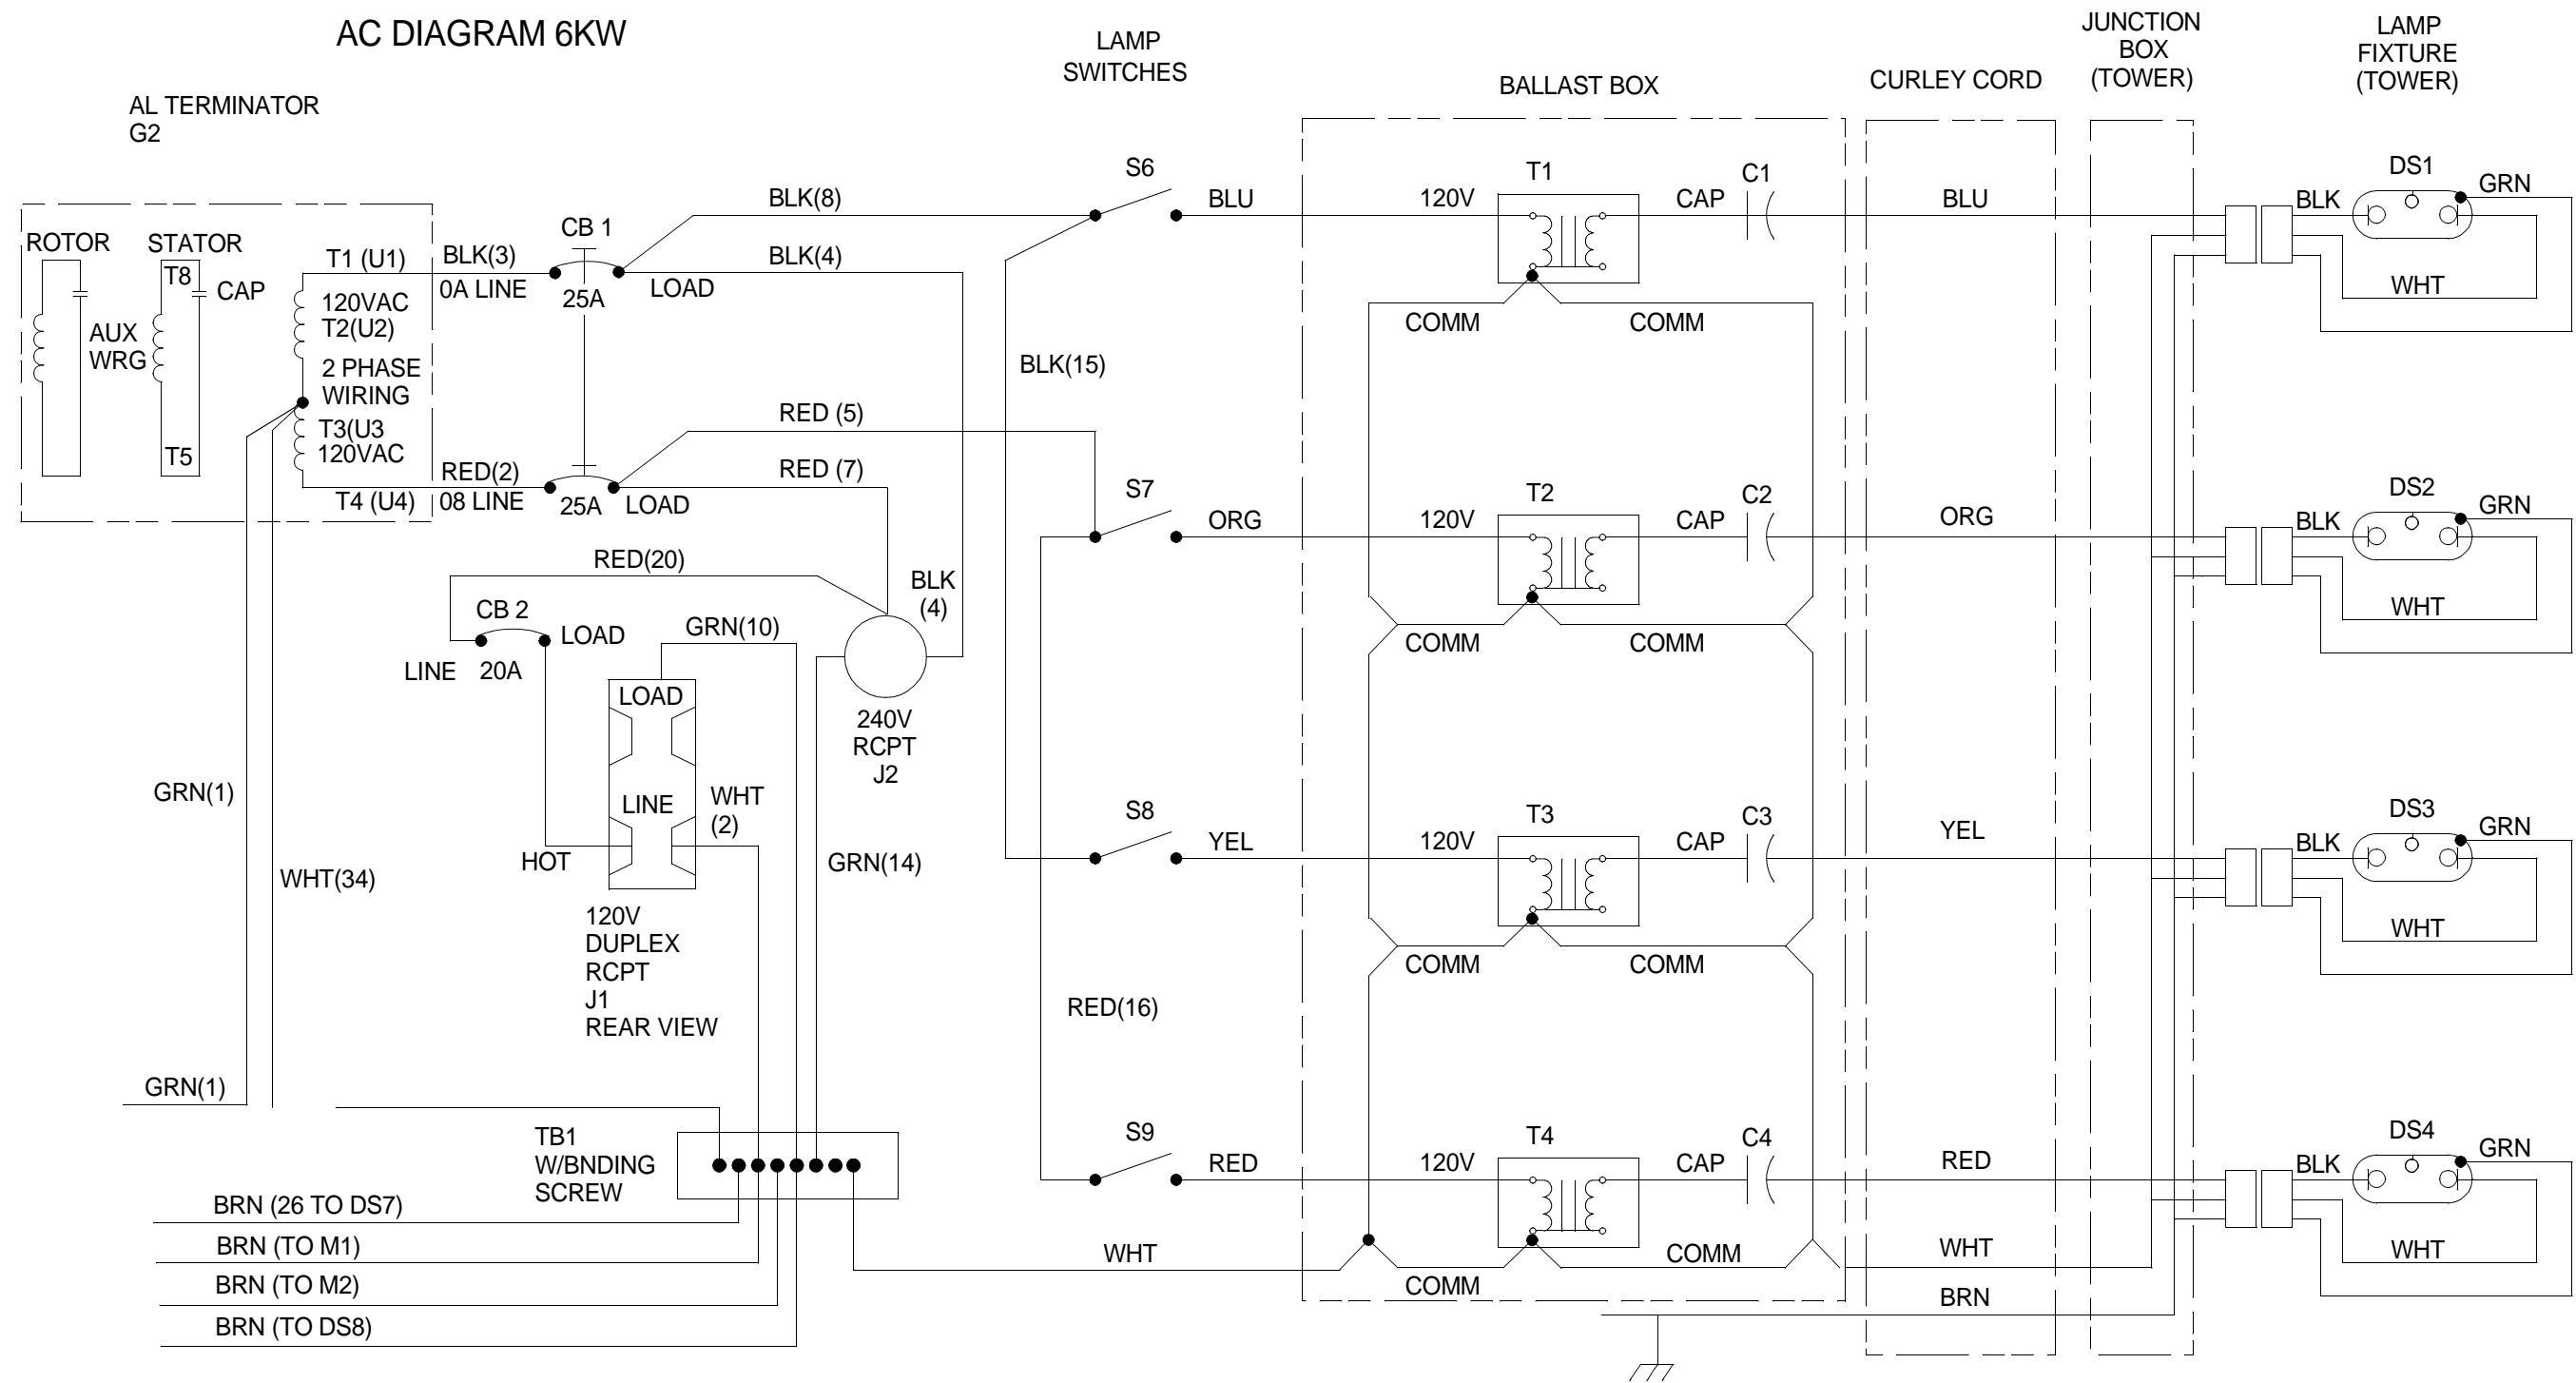 AC DIAGRAM 6KW
AL TERMINATOR
G2
LAMP
SWITCHES
BALLAST BOX
CURLEY CORD
JUNCTION
BOX
(TOWER)
LAMP
FIXTURE
(TOWER)
ROTOR
STATOR
T8
CAP
AUX
WRG
T5
T1 (U1)
120VAC
T2(U2)
2 PHASE
WIRING
T3(U3
120VAC
T4 (U4)
BLK(3)
0A LINE
CB 1
25A
LOAD
BLK(8)
BLK(4)
RED(2)
08 LINE
25A
LOAD
RED (5)
RED (7)
RED(20)
BLK
(4)
CB 2
LOAD
LINE
20A
GRN(10)
LOAD
LINE
WHT
(2)
HOT
240V
RCPT
J2
GRN(14)
120V
DUPLEX
RCPT
J1
REAR VIEW
GRN(1)
WHT(34)
GRN(1)
TB1
W/BNDING
SCREW
BRN (26 TO DS7)
BRN (TO M1)
BRN (TO M2)
BRN (TO DS8)
S6
BLU
BLK(15)
S7
ORG
S8
YEL
RED(16)
S9
RED
WHT
120V
T1
CAP
C1
COMM
COMM
120V
T2
CAP
C2
COMM
COMM
120V
T3
CAP
C3
COMM
COMM
120V
T4
CAP
C4
COMM
COMM
BLU
ORG
YEL
RED
WHT
BRN
BLK
DS1
GRN
WHT
BLK
DS2
GRN
WHT
BLK
DS3
GRN
WHT
BLK
DS4
GRN
WHT